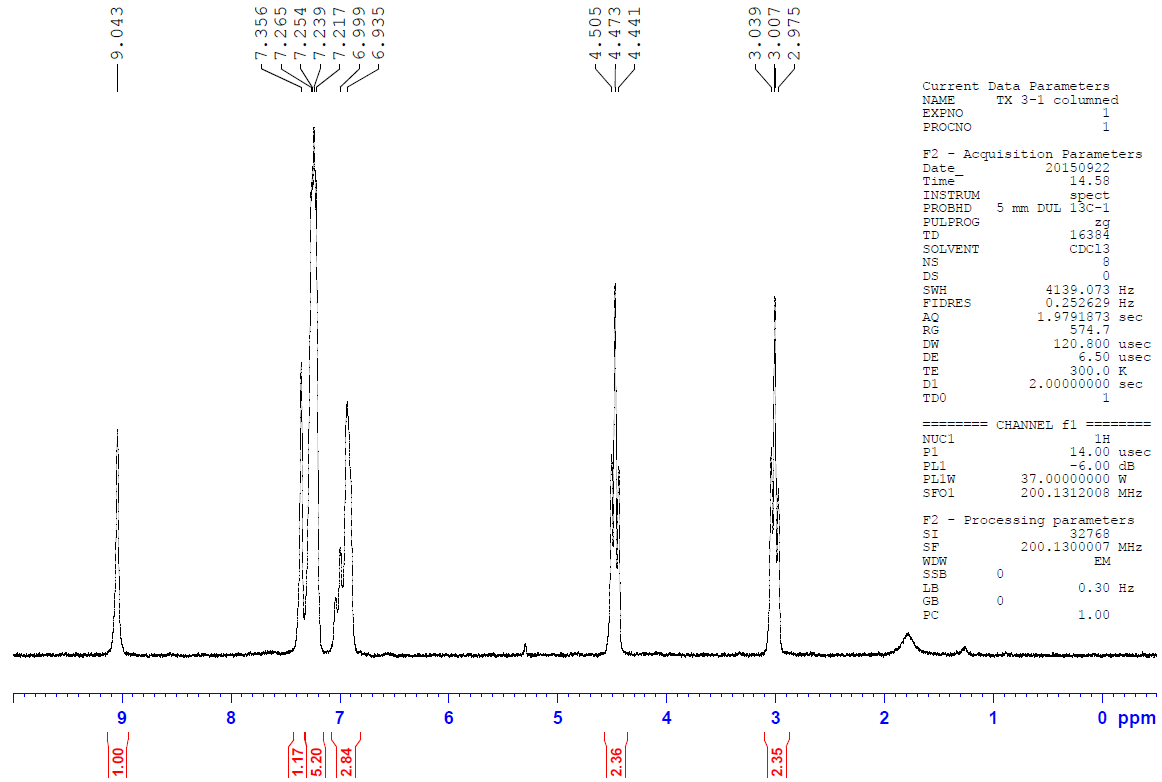 9.043
7.356
7.265
7.254
7.239
7.217
6.999
6.935
4.505
4.473
4.441
3.039
3.007
2.975
Current Data Parameters
NAME TX 3-1 columned
EXPNO 1
PROCNO 1
F2 - Acquisition Parameters
Date_ 20150922
Time 14.58
INSTRUM spect
PROBHD 5 mm DUL 13C-1
PULPROG zg
TD 16384
SOLVENT CDCl3
NS 8
DS 0
SWH 4139.073 Hz
FIDRES 0.252629 Hz
AQ 1.9791873 sec
RG 574.7
DW 120.800 usec
DE 6.50 usec
TE 300.0 K
D1 2.00000000 sec
TD0 1
======== CHANNEL f1 ========
NUC1 1H
P1 14.00 usec
PL1 -6.00 dB
PL1W 37.00000000 W
SFO1 200.1312008 MHz
F2 - Processing parameters
SI 32768
SF 200.1300007 MHz
WDW EM
SSB 0
LB 0.30 Hz
GB 0
PC 1.00
9 8 7 6 5 4 3 2 1 0 ppm
1.00
1.17
5.20
2.84
2.36
2.35